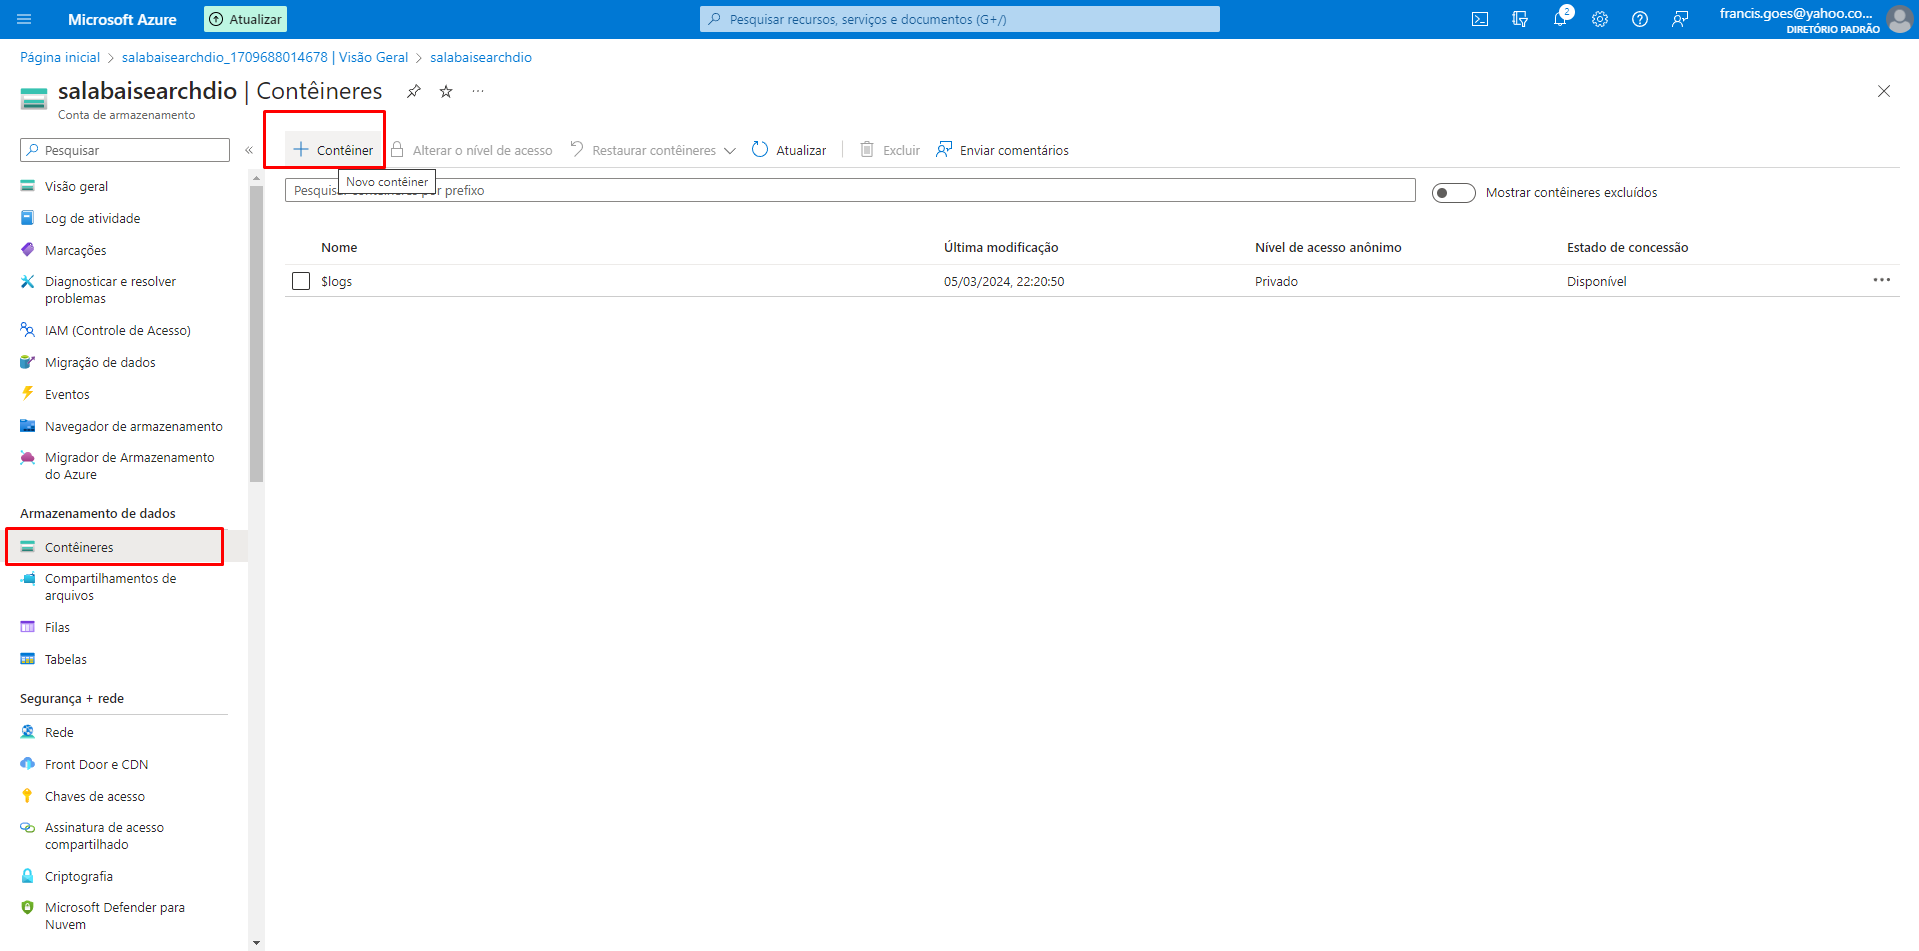 Microsoft Azure
Atualizar
Pesquisar recursos, serviços e documentos (G+/)
2
francis.goes@yahoo.co...
DIRETÓRIO PADRÃO
Página inicial > salabaisearchdio_1709688014678 | Visão Geral > salabaisearchdio
salabaisearchdio | Contêineres
Conta de armazenamento
Pesquisar
Contêiner
Alterar o nível de acesso
Restaurar contêineres
Atualizar
Excluir
Enviar comentários
Novo contêiner
Pesquisar prefixo
Mostrar contêineres excluídos
Nome
Última modificação
Nível de acesso anônimo
Estado de concessão
$logs
05/03/2024, 22:20:50
Privado
Disponível
Visão geral
Log de atividade
Marcações
Diagnosticar e resolver
problemas
IAM (Controle de Acesso)
Migração de dados
Eventos
Navegador de armazenamento
Migrador de Armazenamento
do Azure
Armazenamento de dados
Contêineres
Compartilhamentos de
arquivos
Filas
Tabelas
Segurança + rede
Rede
Front Door e CDN
Chaves de acesso
Assinatura de acesso
compartilhado
Criptografia
Microsoft Defender para
Nuvem